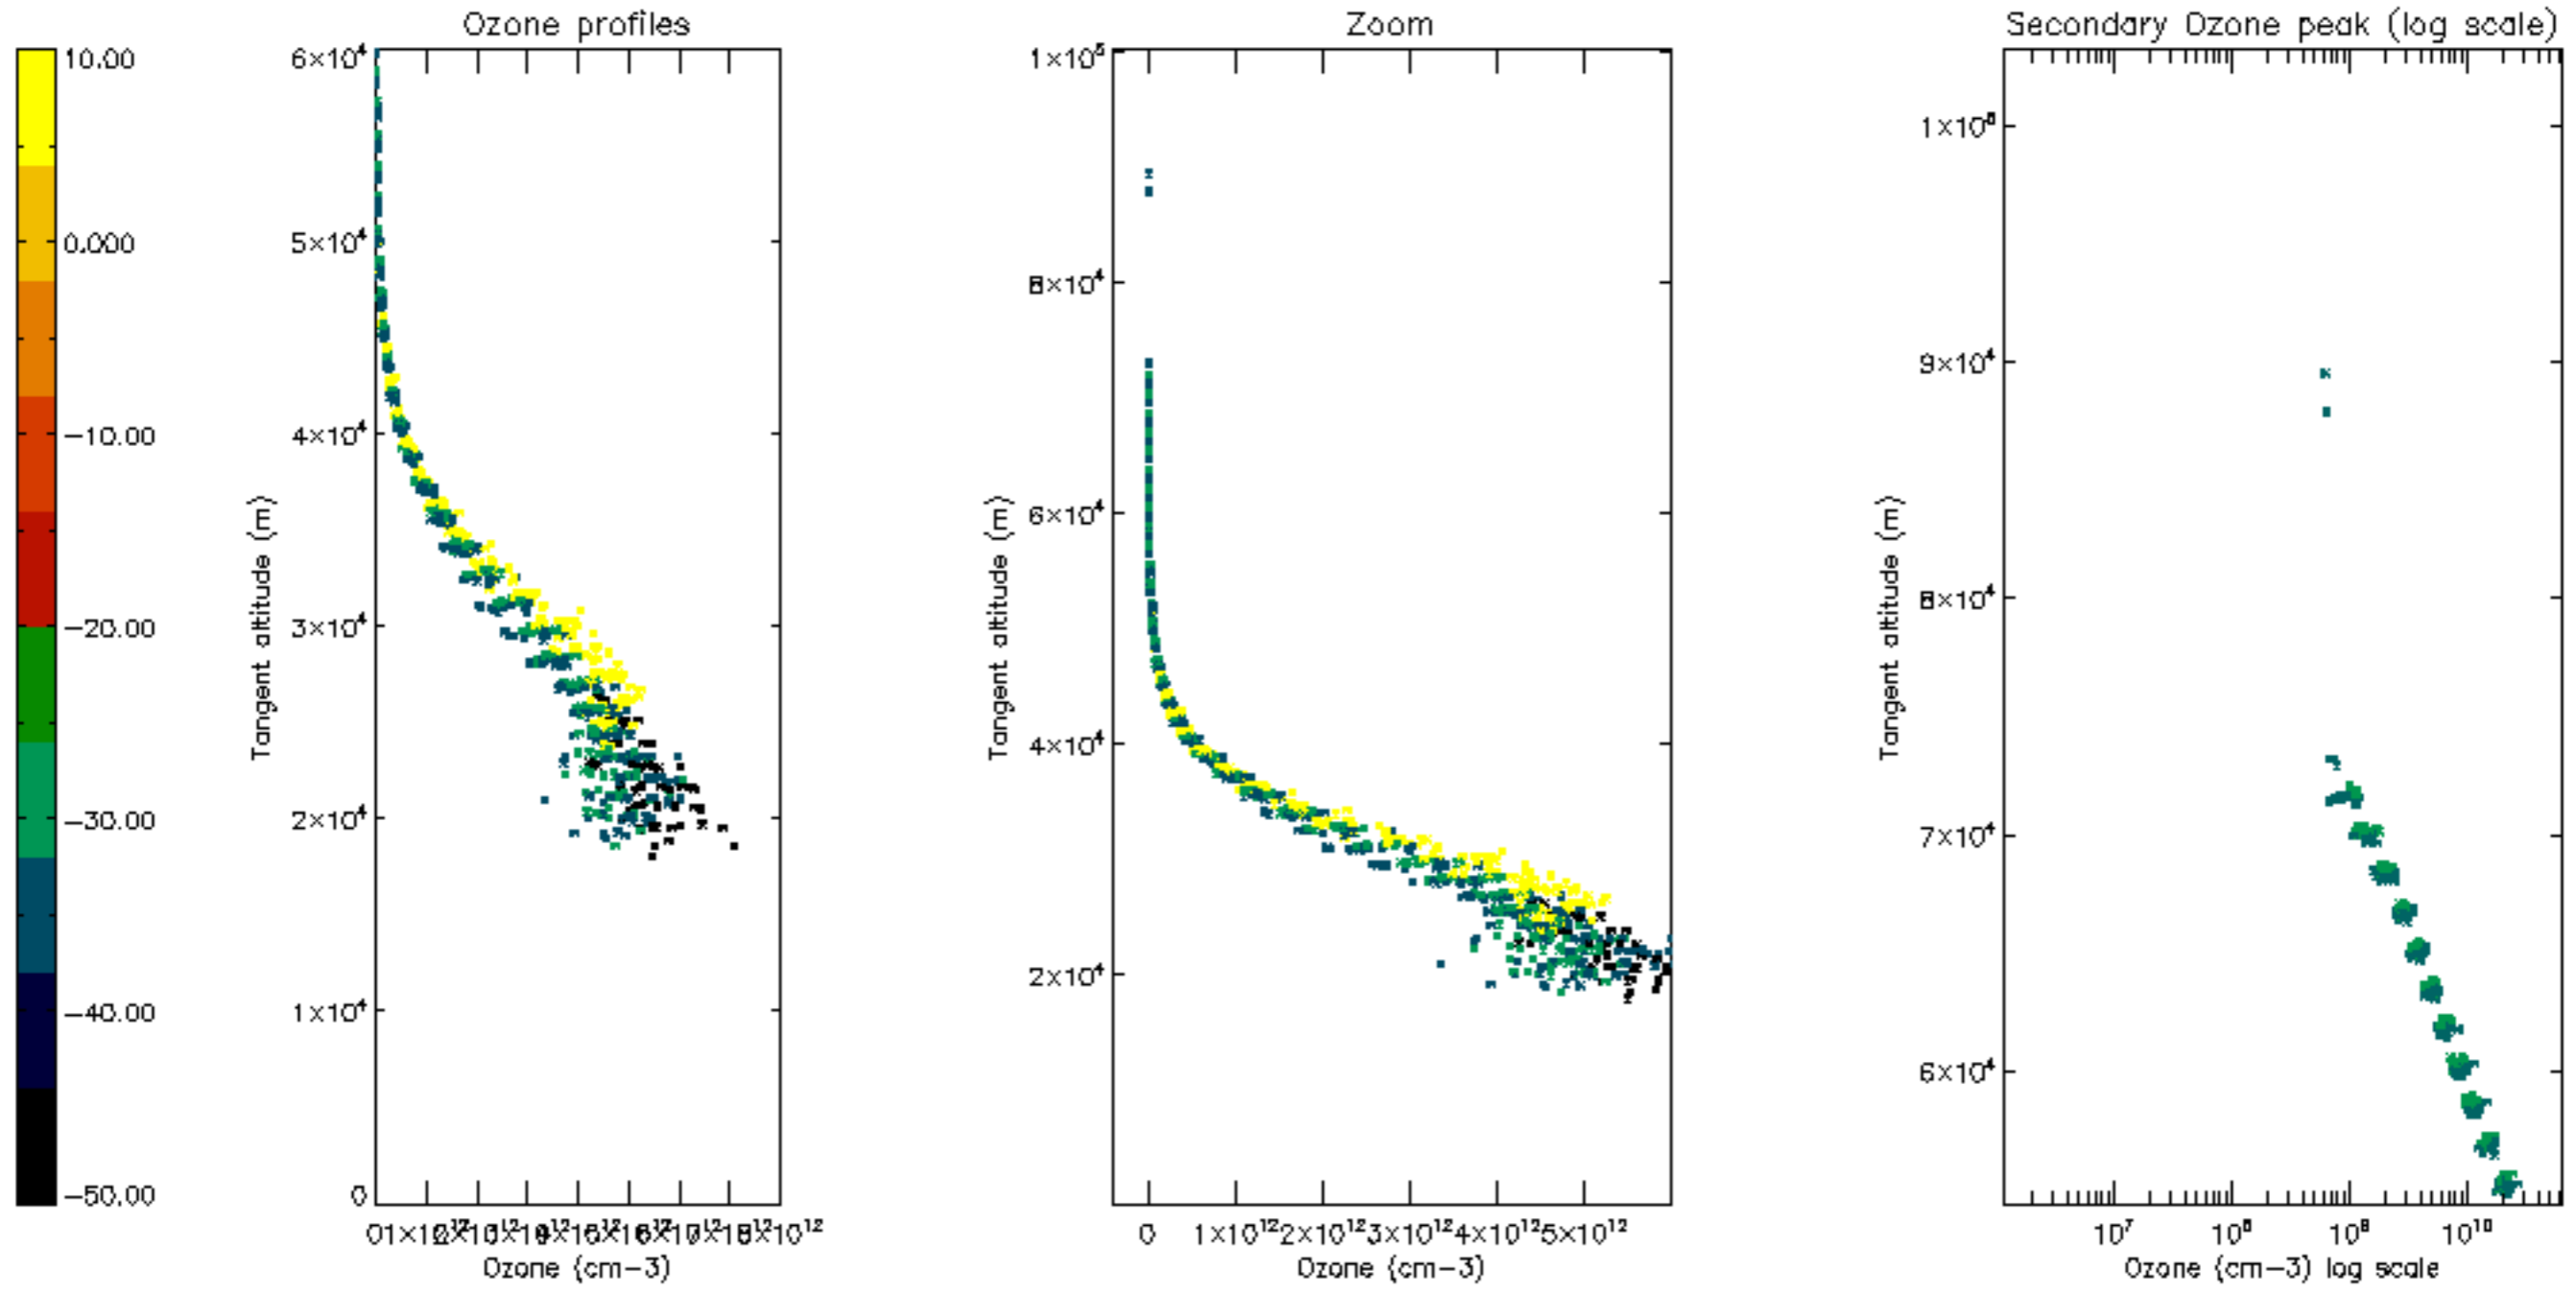 Ozone profiles
Zoom
Secondary Ozone peak (log scale)
10.00
0.000
−10.00
−20.00
−30.00
−40.00
−50.00
6×10⁴
5×10⁴
4×10⁴
3×10⁴
2×10⁴
1×10⁴
0
Tangent altitude (m)
Ozone (cm−3)
1×10⁵
8×10⁴
6×10⁴
4×10⁴
2×10⁴
Tangent altitude (m)
0 1×10¹² 2×10¹² 3×10¹² 4×10¹² 5×10¹²
Ozone (cm−3)
1×10⁵
9×10⁴
8×10⁴
7×10⁴
6×10⁴
Tangent altitude (m)
10⁷ 10⁸ 10⁹ 10¹⁰
Ozone (cm−3) log scale